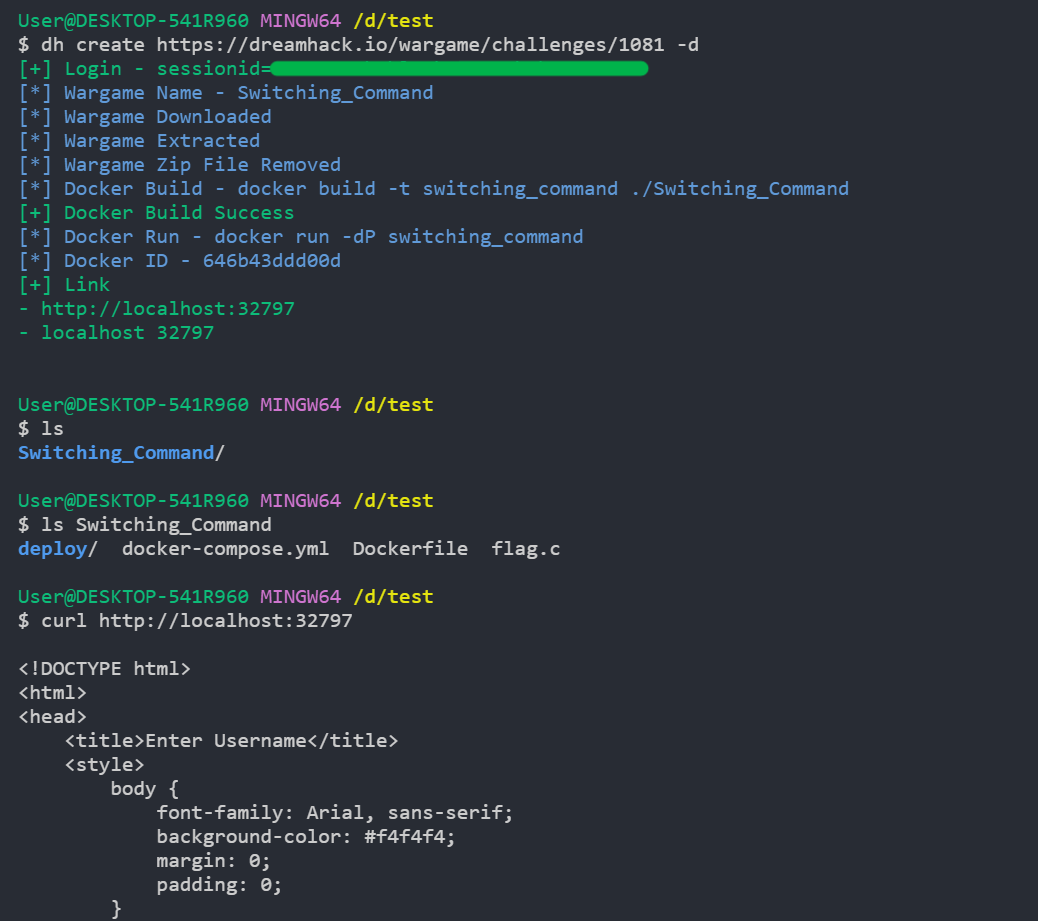 User@DESKTOP-541R960 MINGW64 /d/test
$ dh create https://dreamhack.io/wargame/challenges/1081 -d
[+] Login - sessionid=
[*] Wargame Name - Switching_Command
[*] Wargame Downloaded
[*] Wargame Extracted
[*] Wargame Zip File Removed
[*] Docker Build - docker build -t switching_command ./Switching_Command
[+] Docker Build Success
[*] Docker Run - docker run -dP switching_command
[*] Docker ID - 646b43ddd00d
[+] Link
- http://localhost:32797
- localhost 32797
User@DESKTOP-541R960 MINGW64 /d/test
$ ls
Switching_Command/
User@DESKTOP-541R960 MINGW64 /d/test
$ ls Switching_Command
deploy/  docker-compose.yml  Dockerfile  flag.c
User@DESKTOP-541R960 MINGW64 /d/test
$ curl http://localhost:32797
<!DOCTYPE html>
<html>
<head>
    <title>Enter Username</title>
    <style>
        body {
            font-family: Arial, sans-serif;
            background-color: #f4f4f4;
            margin: 0;
            padding: 0;
        }